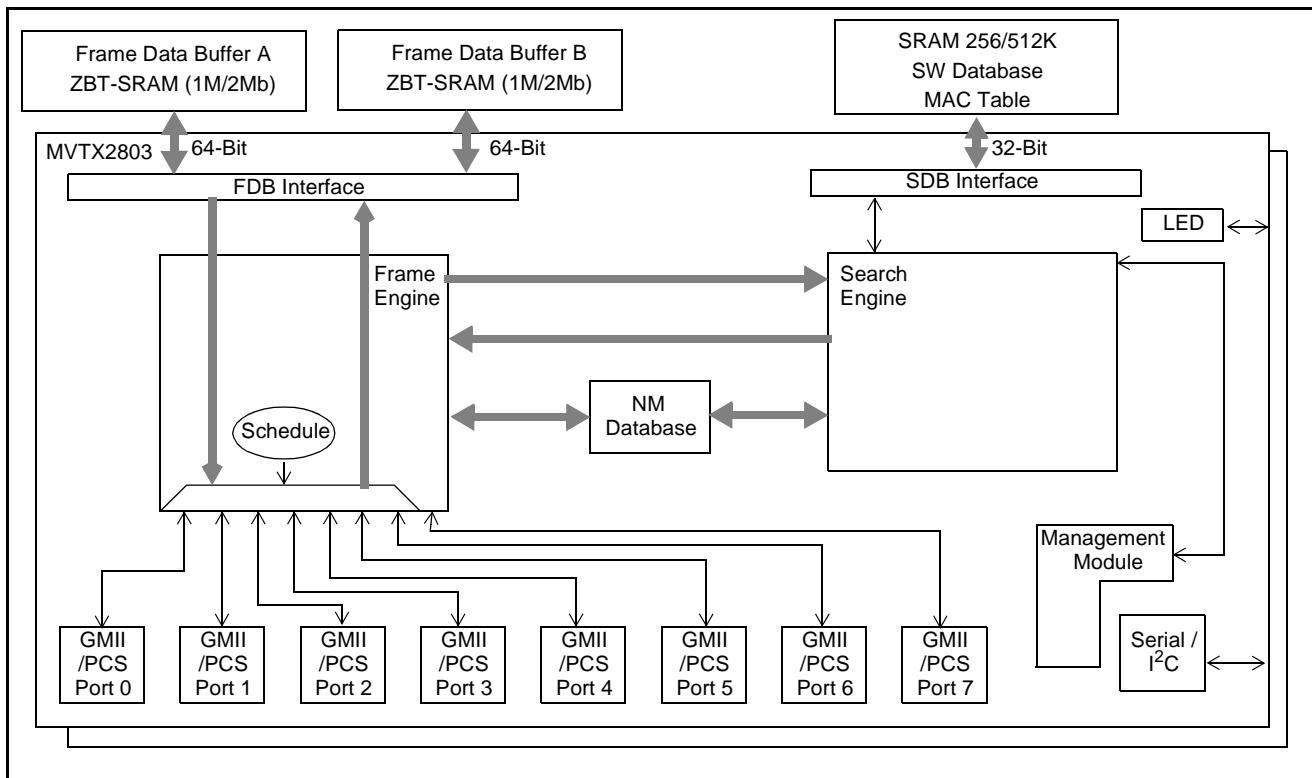 Frame Data Buffer A
ZBT-SRAM (1M/2Mb)
Frame Data Buffer B
ZBT-SRAM (1M/2Mb)
SRAM 256/512K
SW Database
MAC Table
MVTX2803
64-Bit
64-Bit
32-Bit
FDB Interface
SDB Interface
LED
Frame
Engine
Search
Engine
NM
Database
Schedule
Management
Module
GMII
/PCS
Port 0
GMII
/PCS
Port 1
GMII
/PCS
Port 2
GMII
/PCS
Port 3
GMII
/PCS
Port 4
GMII
/PCS
Port 5
GMII
/PCS
Port 6
GMII
/PCS
Port 7
Serial /
I²C